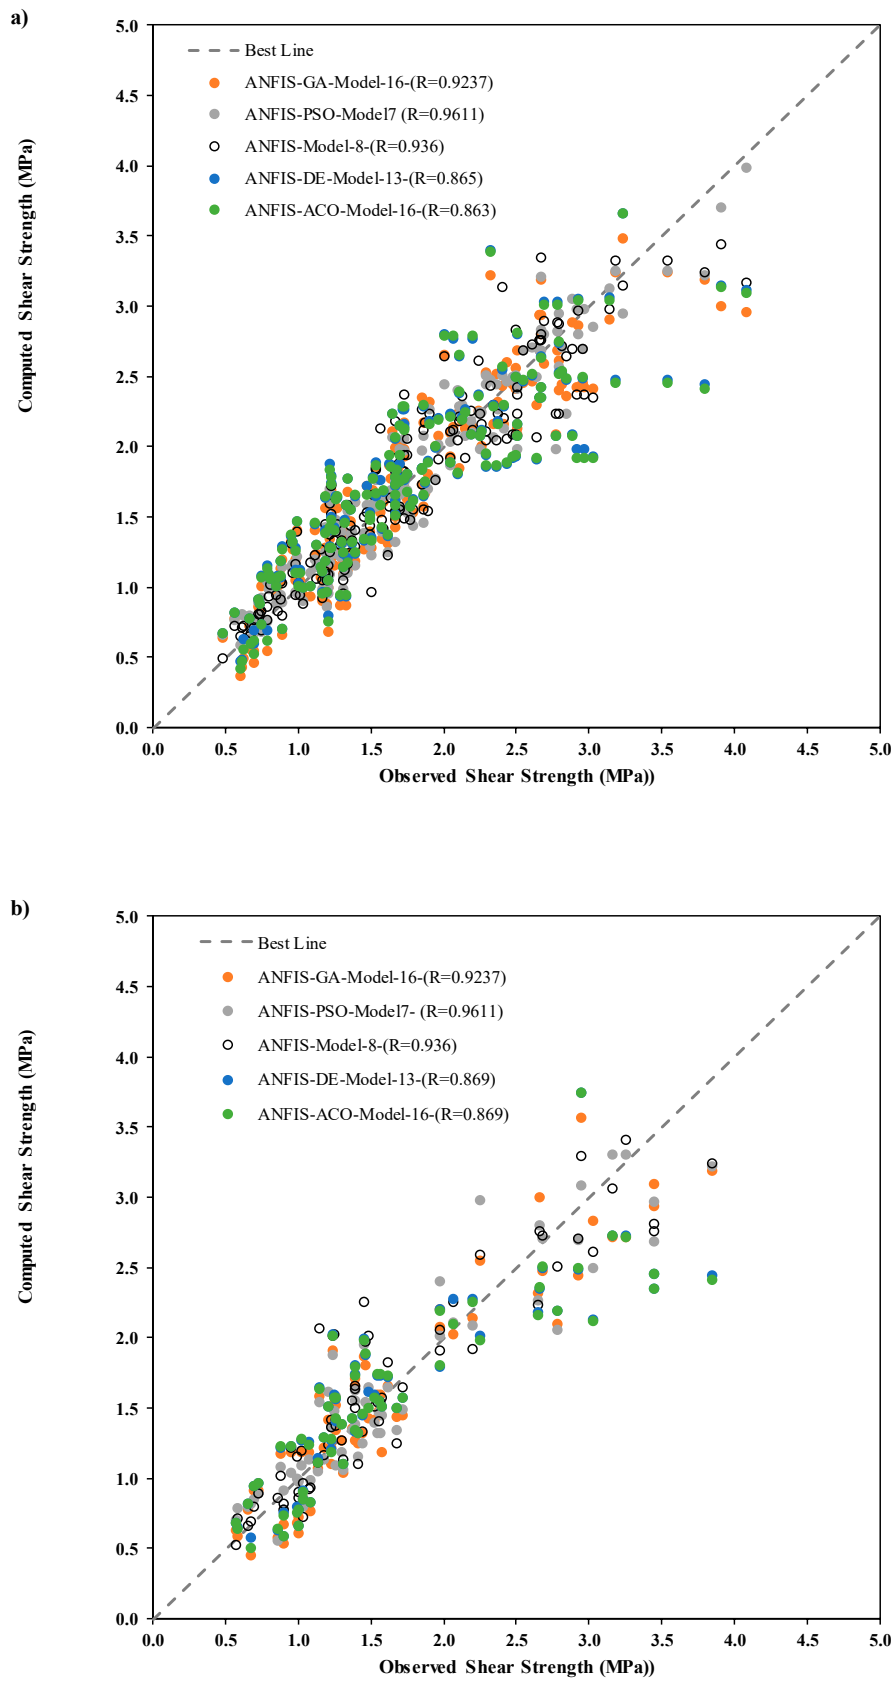 a)
Computed Shear Strength (MPa)
5.0
4.5
4.0
3.5
3.0
2.5
2.0
1.5
1.0
0.5
0.0
Best Line
ANFIS-GA-Model-16-(R=0.9237)
ANFIS-PSO-Model7 (R=0.9611)
ANFIS-Model-8-(R=0.936)
ANFIS-DE-Model-13-(R=0.865)
ANFIS-ACO-Model-16-(R=0.863)
0.0 0.5 1.0 1.5 2.0 2.5 3.0 3.5 4.0 4.5 5.0
Observed Shear Strength (MPa))
b)
Computed Shear Strength (MPa)
5.0
4.5
4.0
3.5
3.0
2.5
2.0
1.5
1.0
0.5
0.0
Best Line
ANFIS-GA-Model-16-(R=0.9237)
ANFIS-PSO-Model7- (R=0.9611)
ANFIS-Model-8-(R=0.936)
ANFIS-DE-Model-13-(R=0.869)
ANFIS-ACO-Model-16-(R=0.869)
0.0 0.5 1.0 1.5 2.0 2.5 3.0 3.5 4.0 4.5 5.0
Observed Shear Strength (MPa))